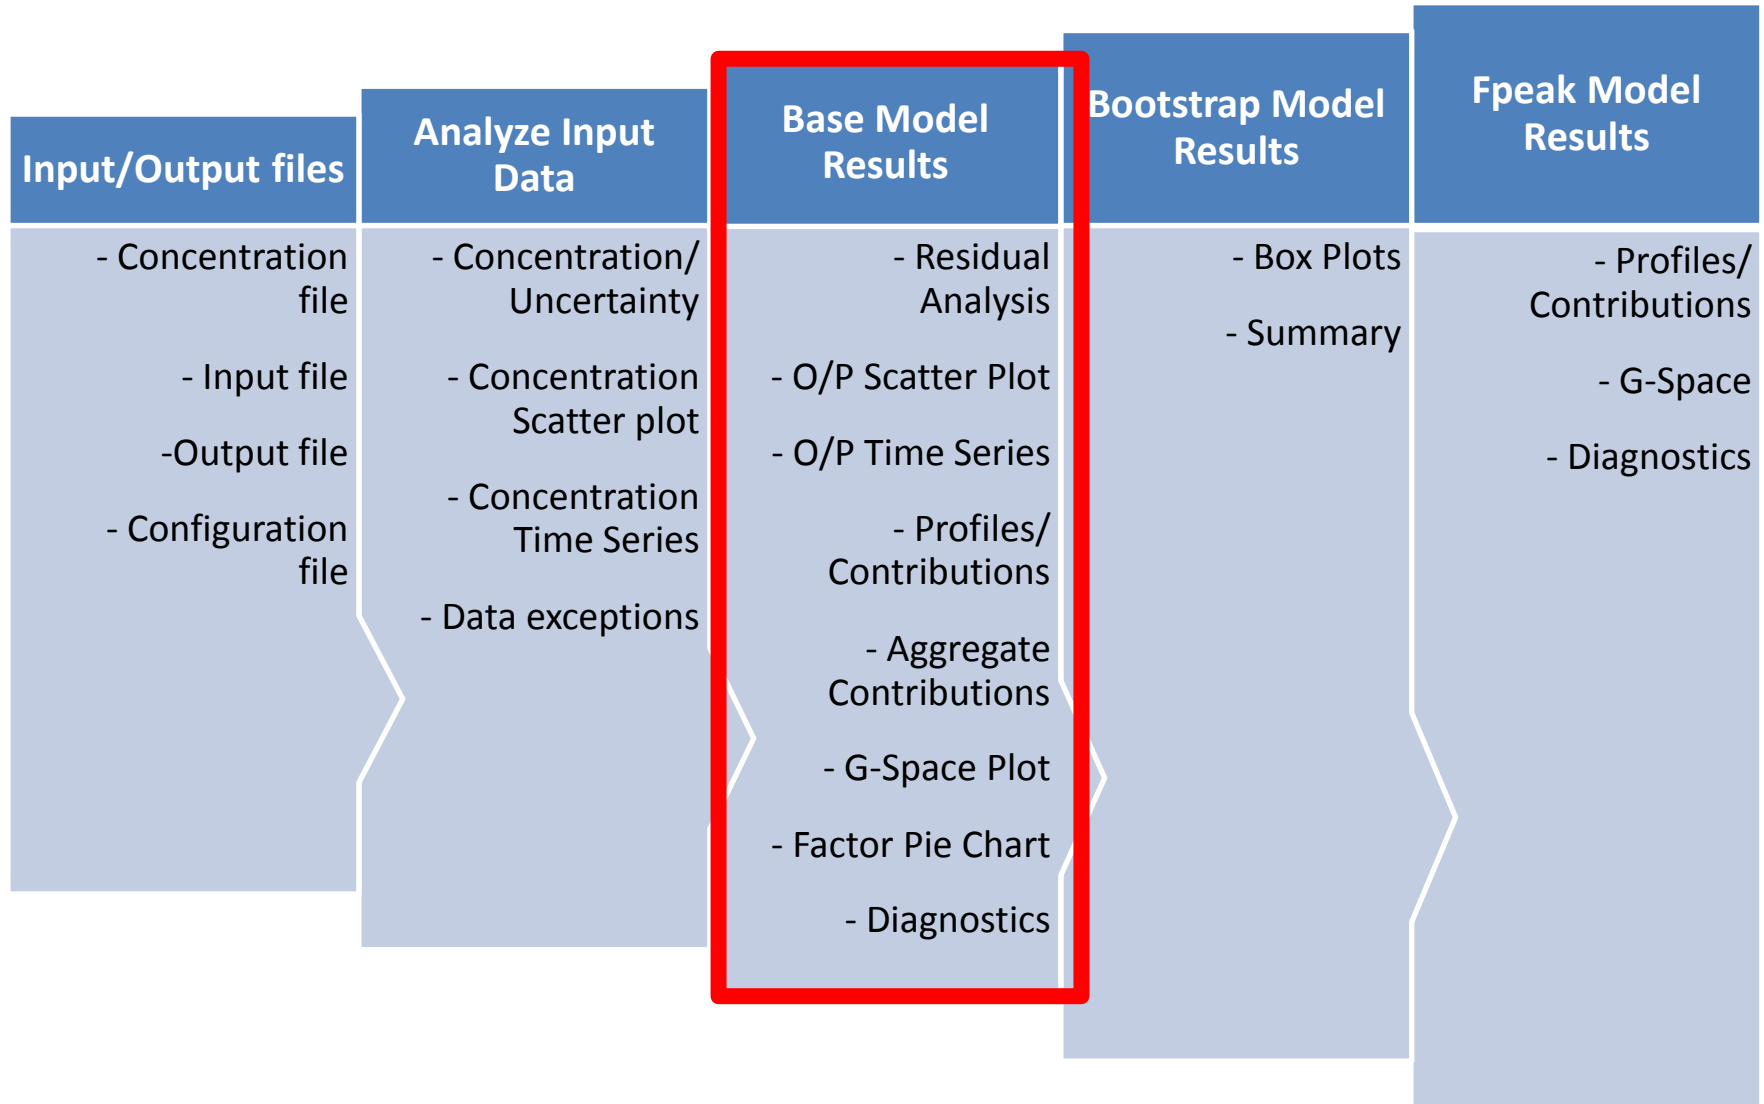 Input/Output files
- Concentration
file
- Input file
-Output file
- Configuration
file
Analyze Input
Data
- Concentration/
Uncertainty
- Concentration
Scatter plot
- Concentration
Time Series
- Data exceptions
Base Model
Results
- Residual
Analysis
- O/P Scatter Plot
- O/P Time Series
- Profiles/
Contributions
- Aggregate
Contributions
- G-Space Plot
- Factor Pie Chart
- Diagnostics
Bootstrap Model
Results
- Box Plots
- Summary
Fpeak Model
Results
- Profiles/
Contributions
- G-Space
- Diagnostics